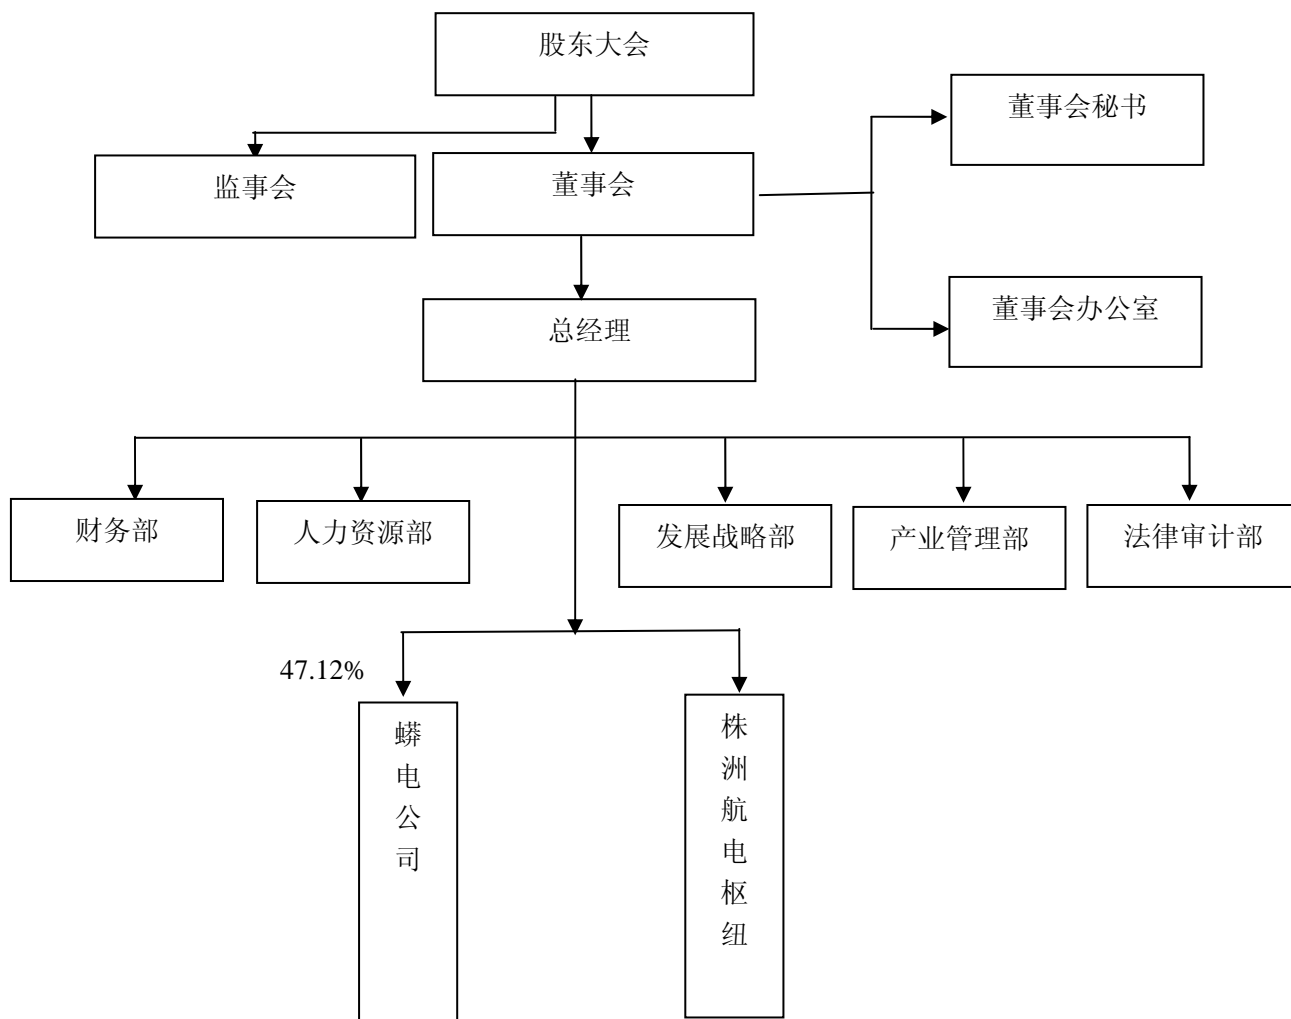 股东大会
董事会秘书
监事会
董事会
董事会办公室
总经理
财务部
人力资源部
发展战略部
产业管理部
法律审计部
47.12%
蟒电公司
株洲航电枢纽